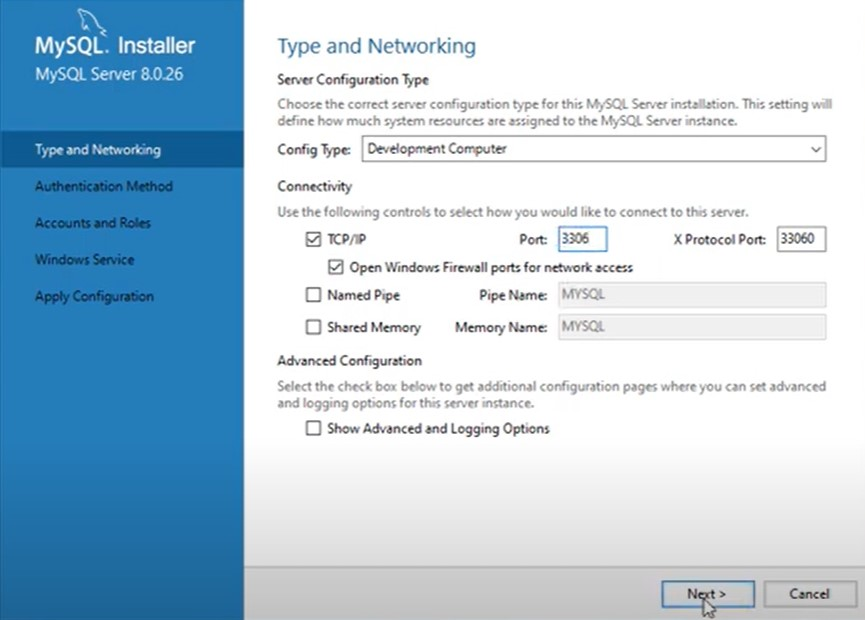 MySQL. Installer
MySQL Server 8.0.26
Type and Networking
Authentication Method
Accounts and Roles
Windows Service
Apply Configuration
Type and Networking
Server Configuration Type
Choose the correct server configuration type for this MySQL Server installation. This setting will
define how much system resources are assigned to the MySQL Server instance.
Config Type: Development Computer
Connectivity
Use the following controls to select how you would like to connect to this server.
TCP/IP Port: 3306 X Protocol Port: 33060
Open Windows Firewall ports for network access
Named Pipe Pipe Name: MYSQL
Shared Memory Memory Name: MYSQL
Advanced Configuration
Select the check box below to get additional configuration pages where you can set advanced
and logging options for this server instance.
Show Advanced and Logging Options
Next > Cancel